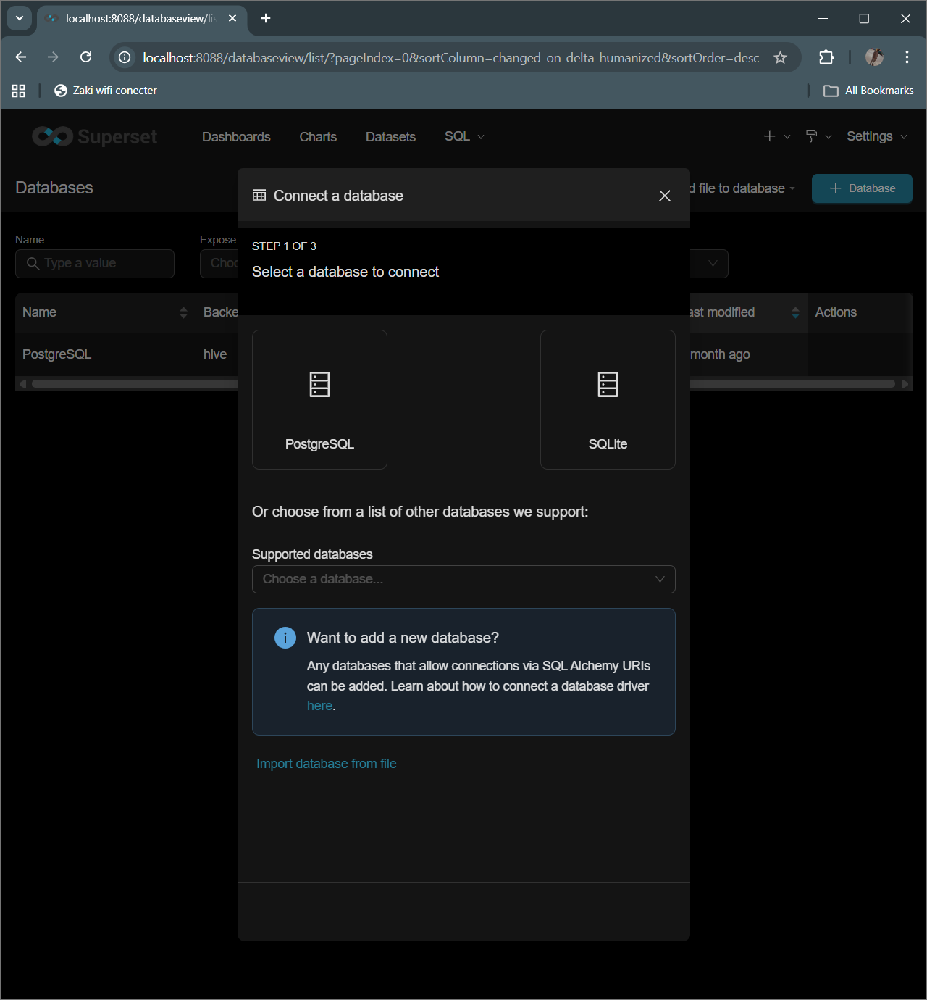 localhost:8088/databaseview/lis
localhost:8088/databaseview/list/?pageIndex=0&sortColumn=changed_on_delta_humanized&sortOrder=desc
Zaki wifi conecter
All Bookmarks
Superset
Dashboards
Charts
Datasets
SQL
Settings
Databases
d file to database
Database
Connect a database
STEP 1 OF 3
Select a database to connect
Name
Expose
Type a value
Choo
Name
Backe
ast modified
Actions
PostgreSQL
hive
month ago
PostgreSQL
SQLite
Or choose from a list of other databases we support:
Supported databases
Choose a database...
Want to add a new database?
Any databases that allow connections via SQL Alchemy URIs
can be added. Learn about how to connect a database driver
here.
Import database from file